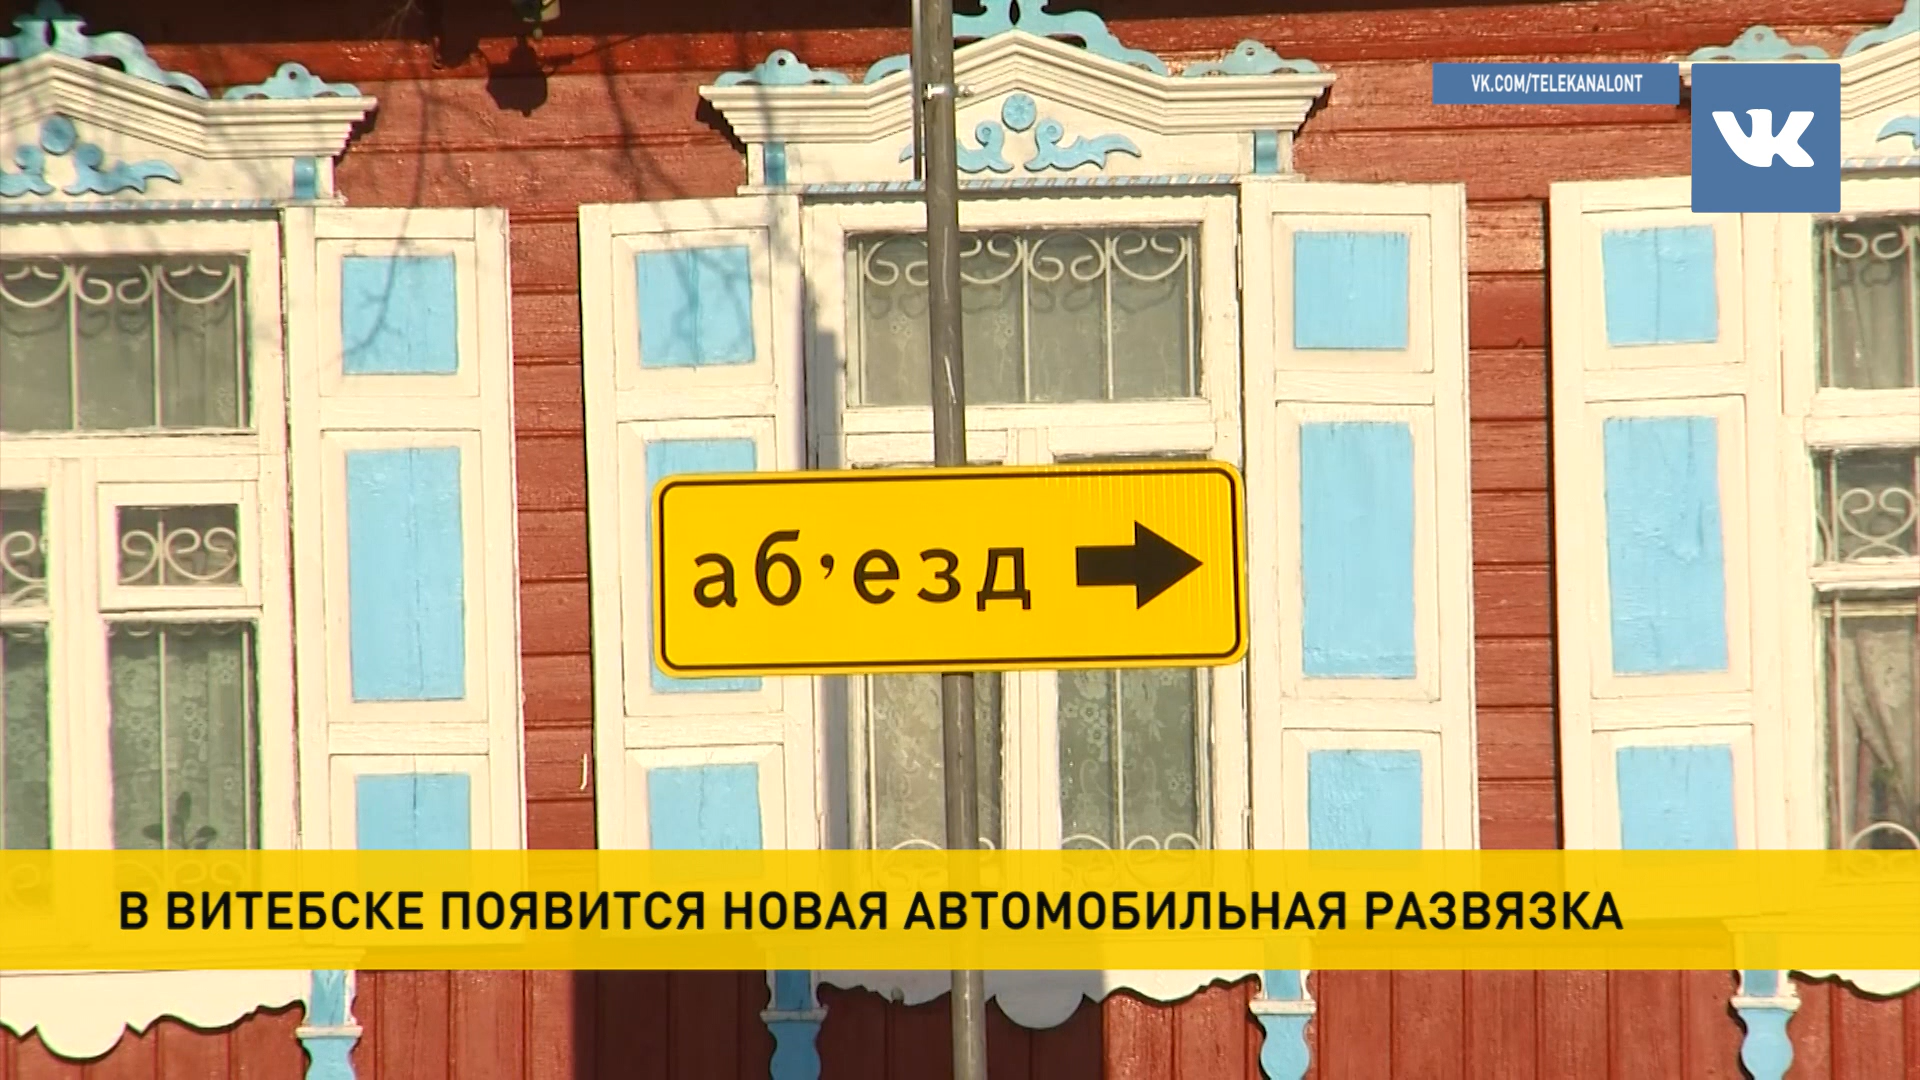 VK.COM/TELEKANALONT
аб’езд
В ВИТЕБСКЕ ПОЯВИТСЯ НОВАЯ АВТОМОБИЛЬНАЯ РАЗВЯЗКА